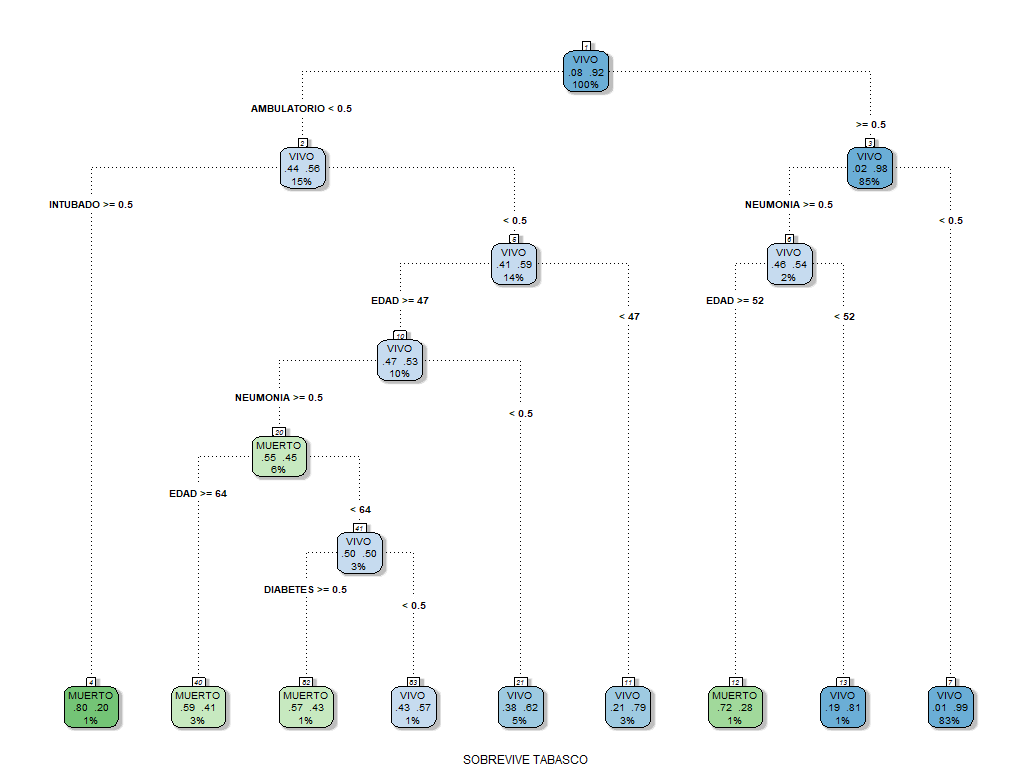 1
VIVO
.08 .92
100%
AMBULATORIO < 0.5
>= 0.5
2
VIVO
.44 .56
15%
3
VIVO
.02 .98
85%
INTUBADO >= 0.5
< 0.5
NEUMONIA >= 0.5
< 0.5
5
VIVO
.41 .59
14%
6
VIVO
.46 .54
2%
EDAD >= 47
< 47
EDAD >= 52
< 52
10
VIVO
.47 .53
10%
NEUMONIA >= 0.5
< 0.5
20
MUERTO
.55 .45
6%
EDAD >= 64
< 64
41
VIVO
.50 .50
3%
DIABETES >= 0.5
< 0.5
4
MUERTO
.80 .20
1%
40
MUERTO
.59 .41
3%
82
MUERTO
.57 .43
1%
83
VIVO
.43 .57
1%
21
VIVO
.38 .62
5%
11
VIVO
.21 .79
3%
12
MUERTO
.72 .28
1%
13
VIVO
.19 .81
1%
7
VIVO
.01 .99
83%
SOBREVIVE TABASCO